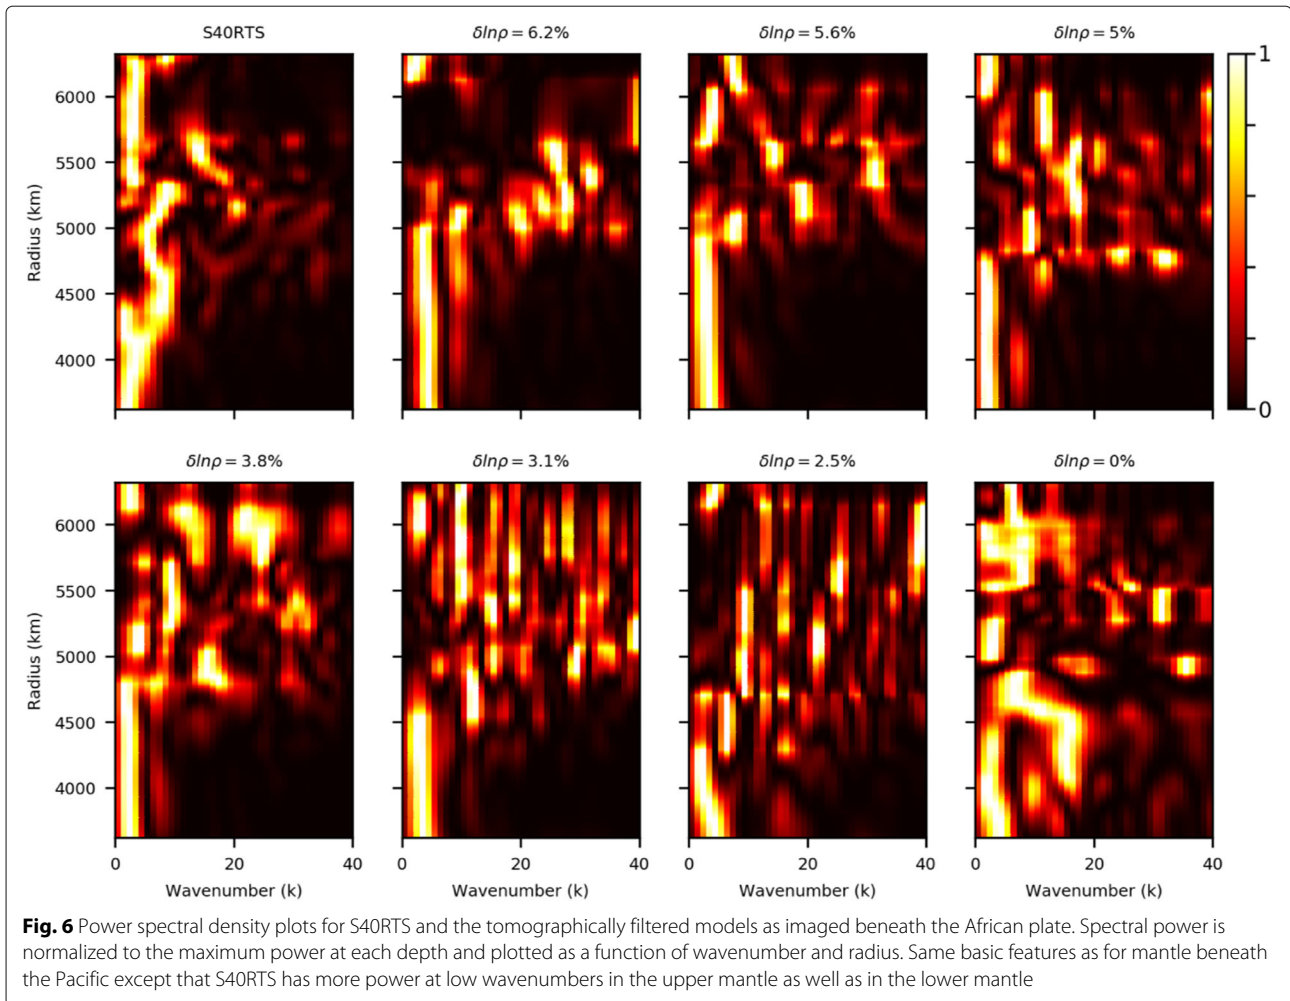 S40RTS
δlnρ = 6.2%
δlnρ = 5.6%
δlnρ = 5%
1
0
6000
5500
5000
4500
4000
Radius (km)
0
20
40
δlnρ = 3.8%
δlnρ = 3.1%
δlnρ = 2.5%
δlnρ = 0%
6000
5500
5000
4500
4000
Radius (km)
0 20 40
0 20 40
0 20 40
0 20 40
Wavenumber (k)
Wavenumber (k)
Wavenumber (k)
Wavenumber (k)
Fig. 6 Power spectral density plots for S40RTS and the tomographically filtered models as imaged beneath the African plate. Spectral power is
normalized to the maximum power at each depth and plotted as a function of wavenumber and radius. Same basic features as for mantle beneath
the Pacific except that S40RTS has more power at low wavenumbers in the upper mantle as well as in the lower mantle